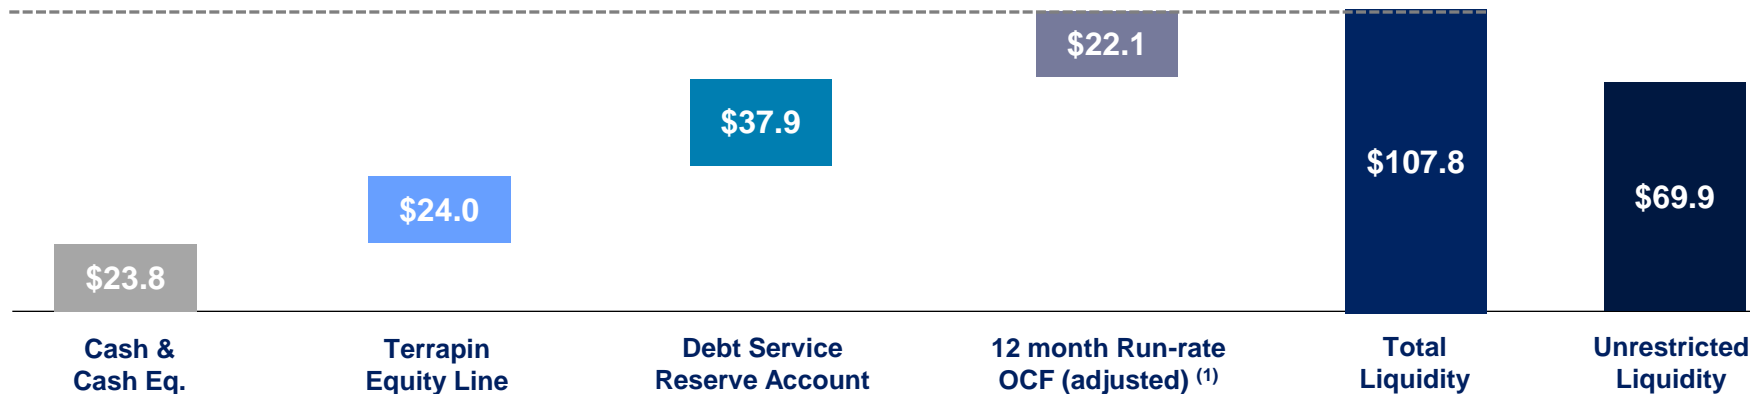 $22.1
$37.9
$107.8
$69.9
$24.0
$23.8
Cash &
Cash Eq.
Terrapin
Equity Line
Debt Service
Reserve Account
12 month Run-rate
OCF (adjusted) (1)
Total
Liquidity
Unrestricted
Liquidity